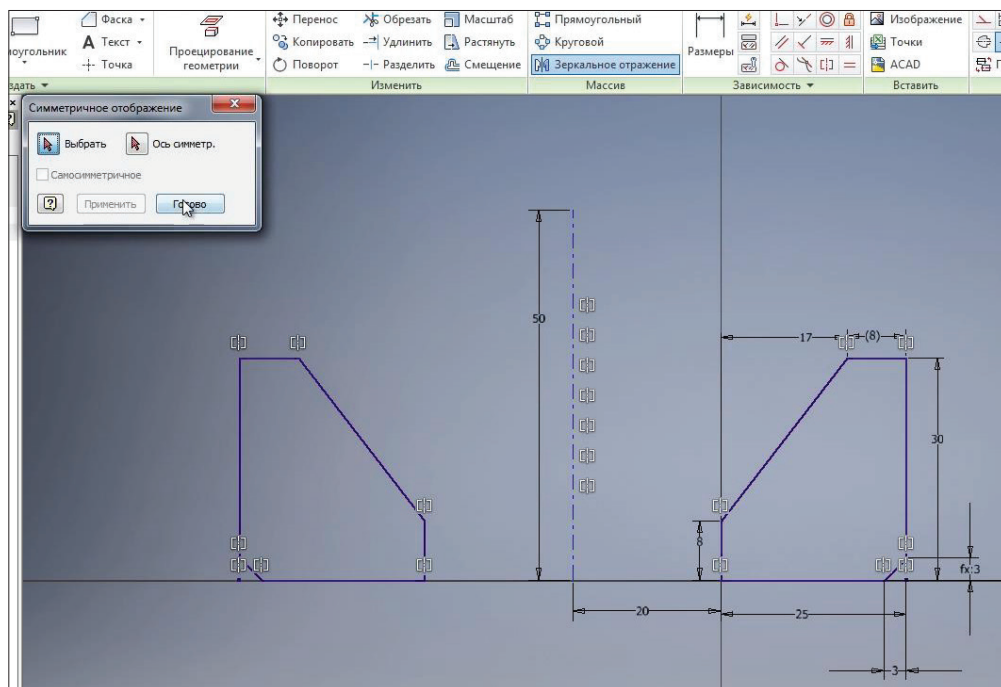 Фаска
Перенос
Обрезать
Масштаб
Прямоугольный
Изображение
Текст
Копировать
Удлинить
Растянуть
Круговой
Точки
Проецирование
геометрии
Размеры
Точка
Поворот
Разделить
Смещение
Зеркальное отражение
ACAD
Изменить
Массив
Зависимость
Вставить
Симметричное отображение
Выбрать
Ось симметр.
Самосимметричное
Применить
Готово
50
17
(8)
30
8
fx:3
20
25
3